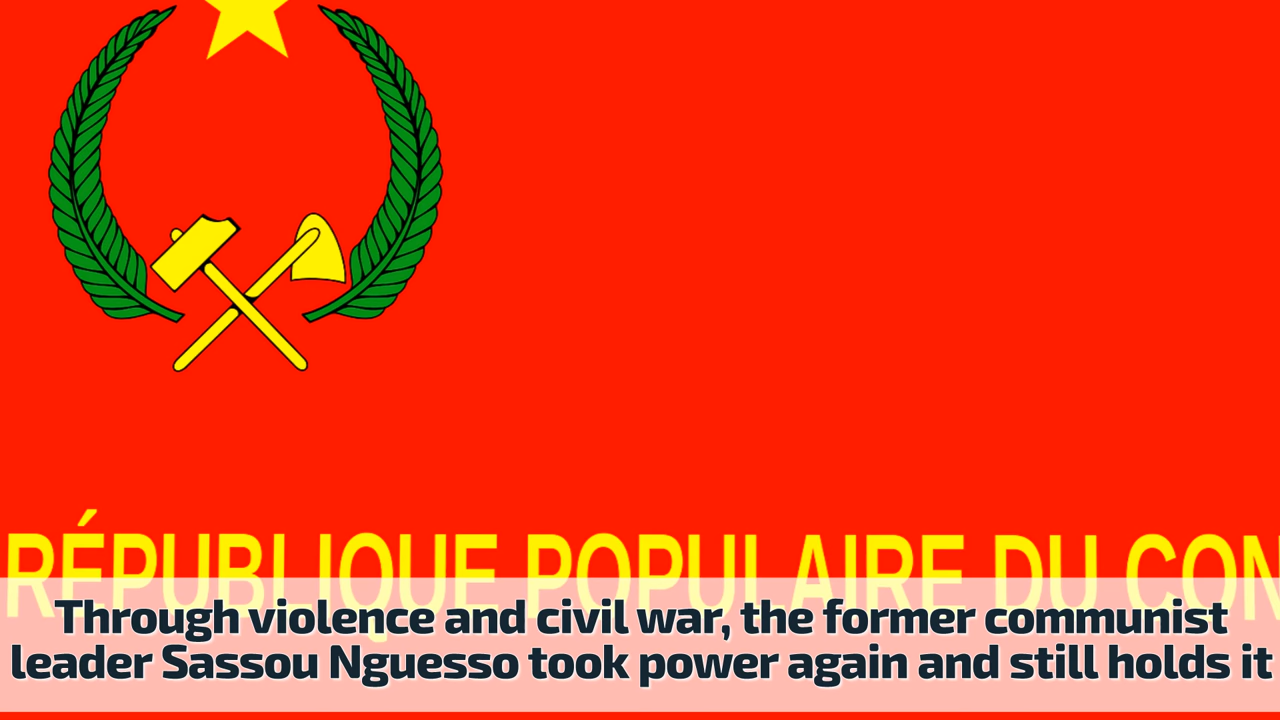 RÉPUBLIQUE POPULAIRE DU CON
Through violence and civil war, the former communist
leader Sassou Nguesso took power again and still holds it